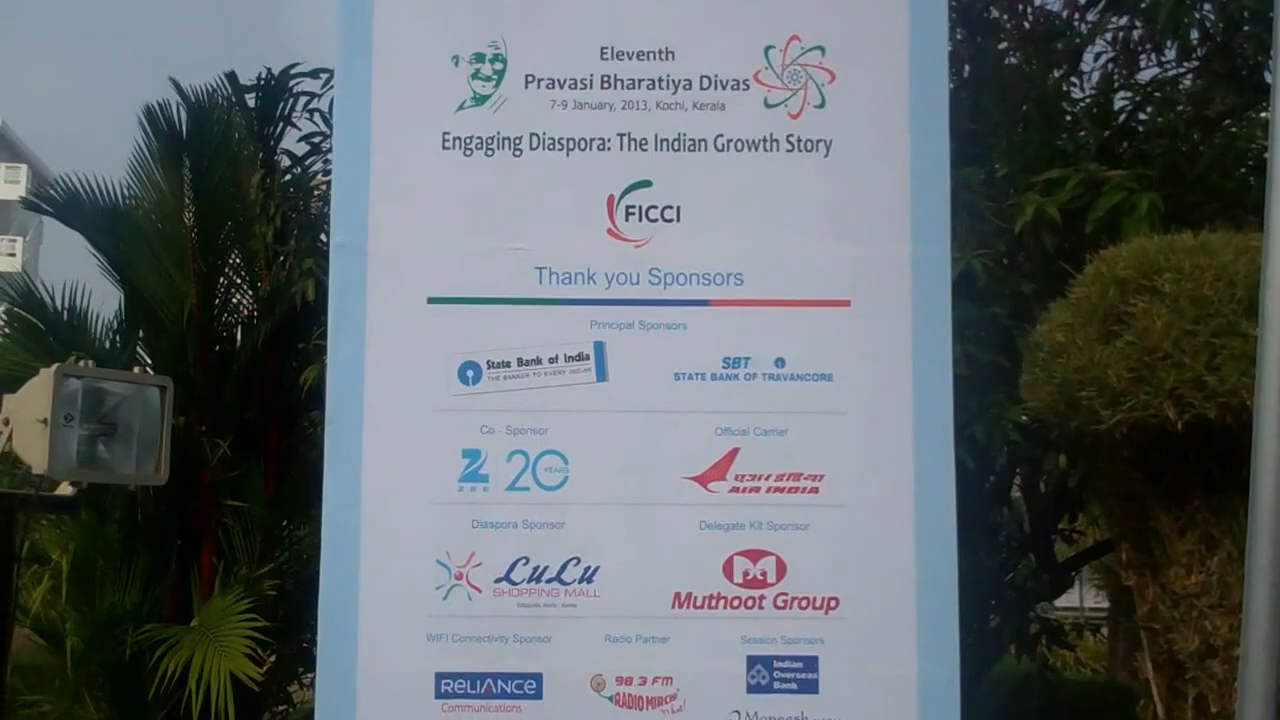 Eleventh
Pravasi Bharatiya Divas
7-9 January, 2013, Kochi, Kerala
Engaging Diaspora: The Indian Growth Story
FICCI
Thank you Sponsors
Principal Sponsors
State Bank of India
THE BANKER TO EVERY INDIAN
SBT
STATE BANK OF TRAVANCORE
Co - Sponsor
Official Carrier
Z 20 YEARS
ZEE
एअर इंडिया
AIR INDIA
Diaspora Sponsor
Delegate Kit Sponsor
LuLu
SHOPPING MALL
Muthoot Group
WIFI Connectivity Sponsor
Radio Partner
Session Sponsors
RELIANCE
Communications
98.3 FM
RADIO MIRCHI
Indian
Overseas
Bank